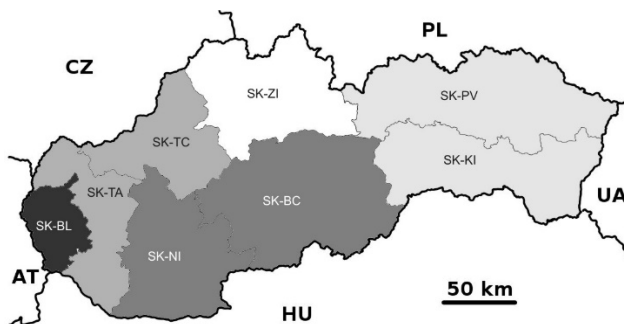 PL
CZ
SK-ZI
SK-PV
SK-TC
SK-KI
SK-TA
UA
SK-BC
SK-BL
SK-NI
AT
50 km
HU